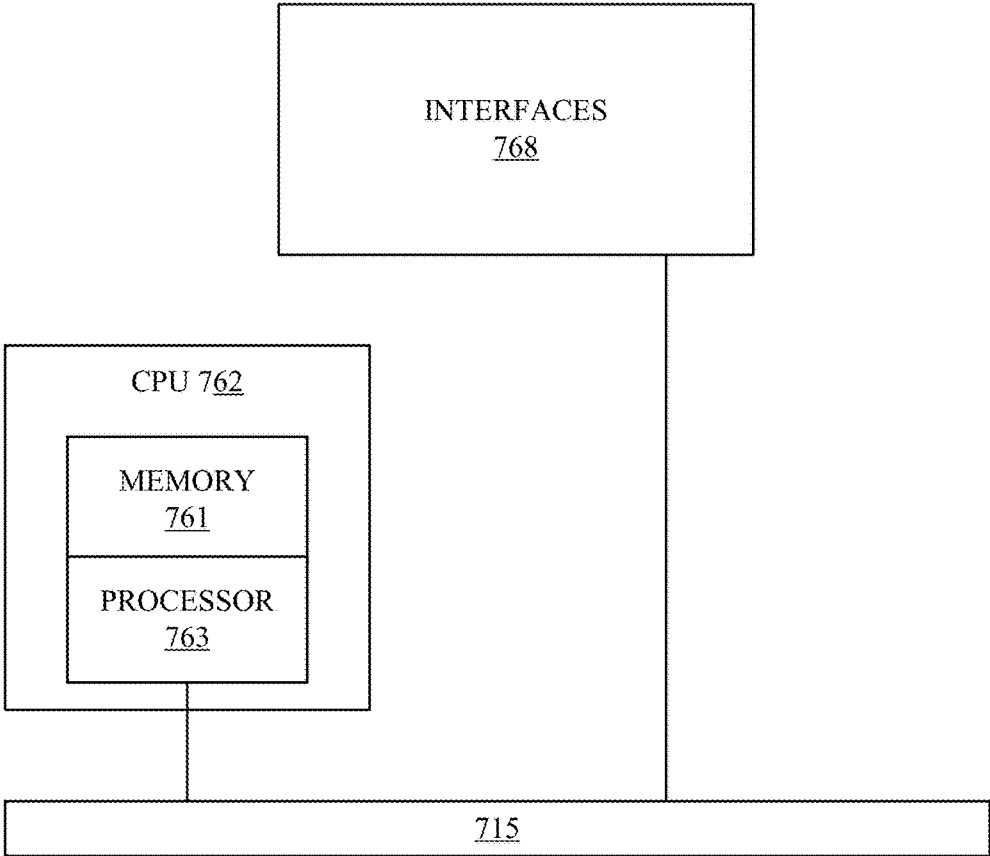 INTERFACES
768
CPU 762
MEMORY
761
PROCESSOR
763
715